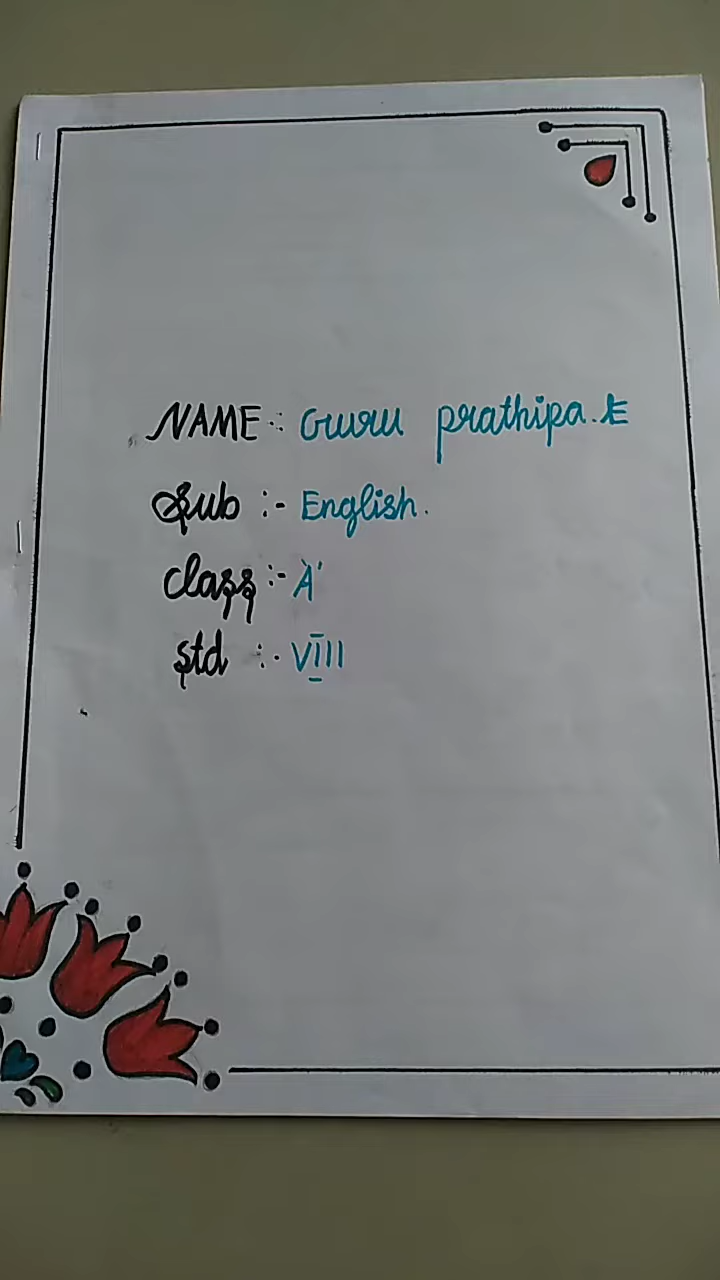 NAME :- Guru prathipa. E
Sub :- English.
class :- 'A'
std :- VIII